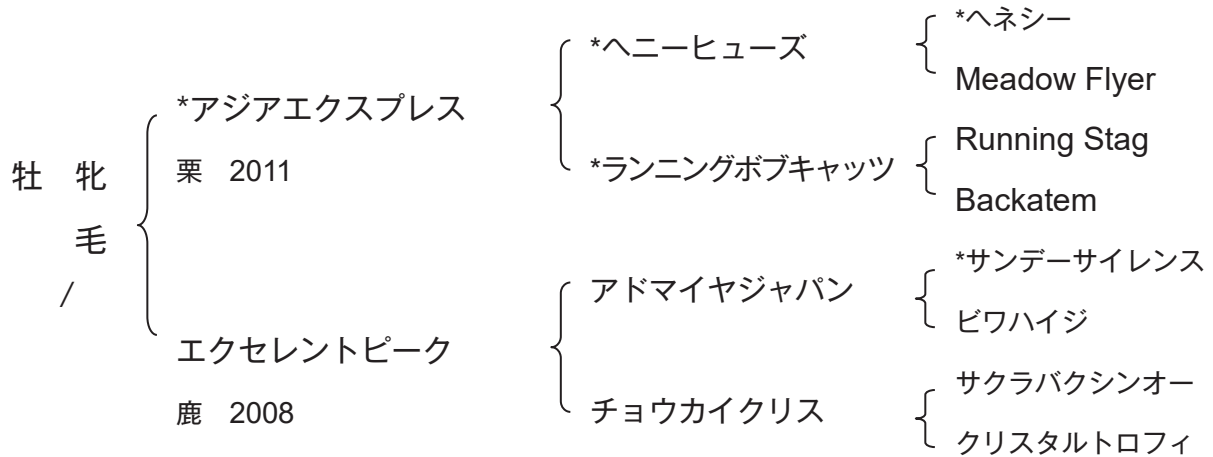 牡　牝
毛
/
*アジアエクスプレス
栗　2011
エクセレントピーク
鹿　2008
*ヘニーヒューズ
*ランニングボブキャッツ
アドマイヤジャパン
チョウカイクリス
*ヘネシー
Meadow Flyer
Running Stag
Backatem
*サンデーサイレンス
ビワハイジ
サクラバクシンオー
クリスタルトロフィ